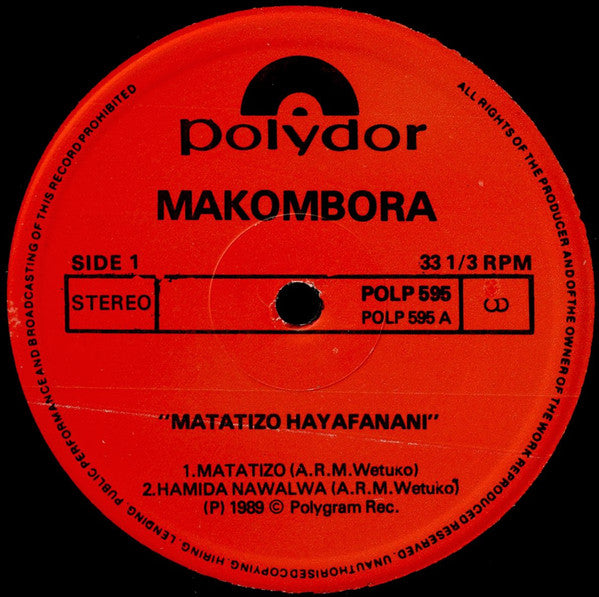 polydor
MAKOMBORA
SIDE 1
33 1/3 RPM
STEREO
POLP 595
POLP 595 A
3
"MATATIZO HAYAFANANI"
1.MATATIZO (A.R.M.Wetuko)
2.HAMIDA NAWALWA (A.R.M.Wetuko)
(P) 1989 © Polygram Rec.
ALL RIGHTS OF THE PRODUCER AND OF THE OWNER OF THE WORK REPRODUCED RESERVED. UNAUTHORISED COPYING. HIRING. LENDING. PUBLIC PERFORMANCE AND BROADCASTING OF THIS RECORD PROHIBITED